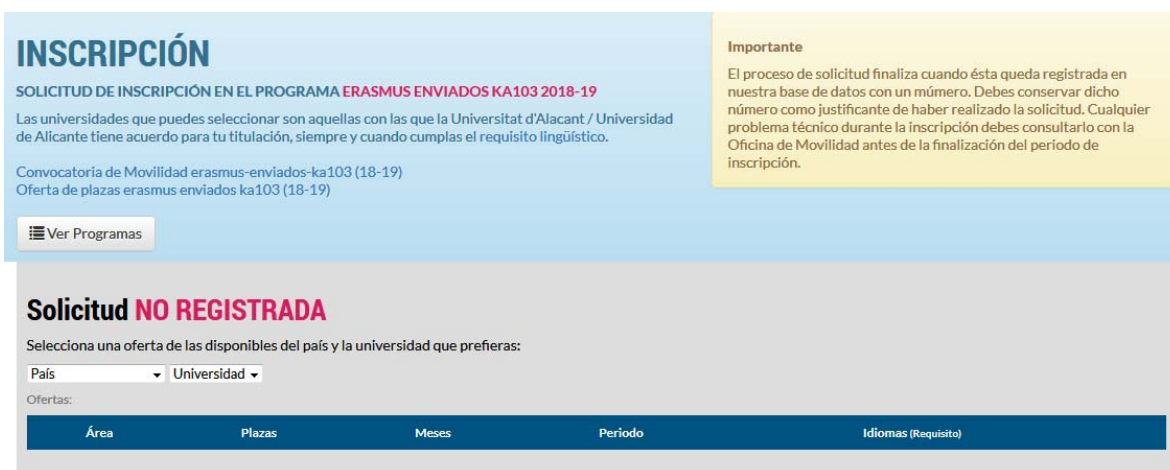 INSCRIPCIÓN
SOLICITUD DE INSCRIPCIÓN EN EL PROGRAMA ERASMUS ENVIADOS KA103 2018-19
Las universidades que puedes seleccionar son aquellas con las que la Universitat d'Alacant / Universidad
de Alicante tiene acuerdo para tu titulación, siempre y cuando cumplas el requisito lingüístico.
Convocatoria de Movilidad erasmus-enviados-ka103 (18-19)
Oferta de plazas erasmus enviados ka103 (18-19)
Ver Programas
Importante
El proceso de solicitud finaliza cuando ésta queda registrada en
nuestra base de datos con un múmero. Debes conservar dicho
número como justificante de haber realizado la solicitud. Cualquier
problema técnico durante la inscripción debes consultarlo con la
Oficina de Movilidad antes de la finalización del periodo de
inscripción.
Solicitud NO REGISTRADA
Selecciona una oferta de las disponibles del país y la universidad que prefieras:
País Universidad
Ofertas:
Área Plazas Meses Periodo Idiomas (Requisito)